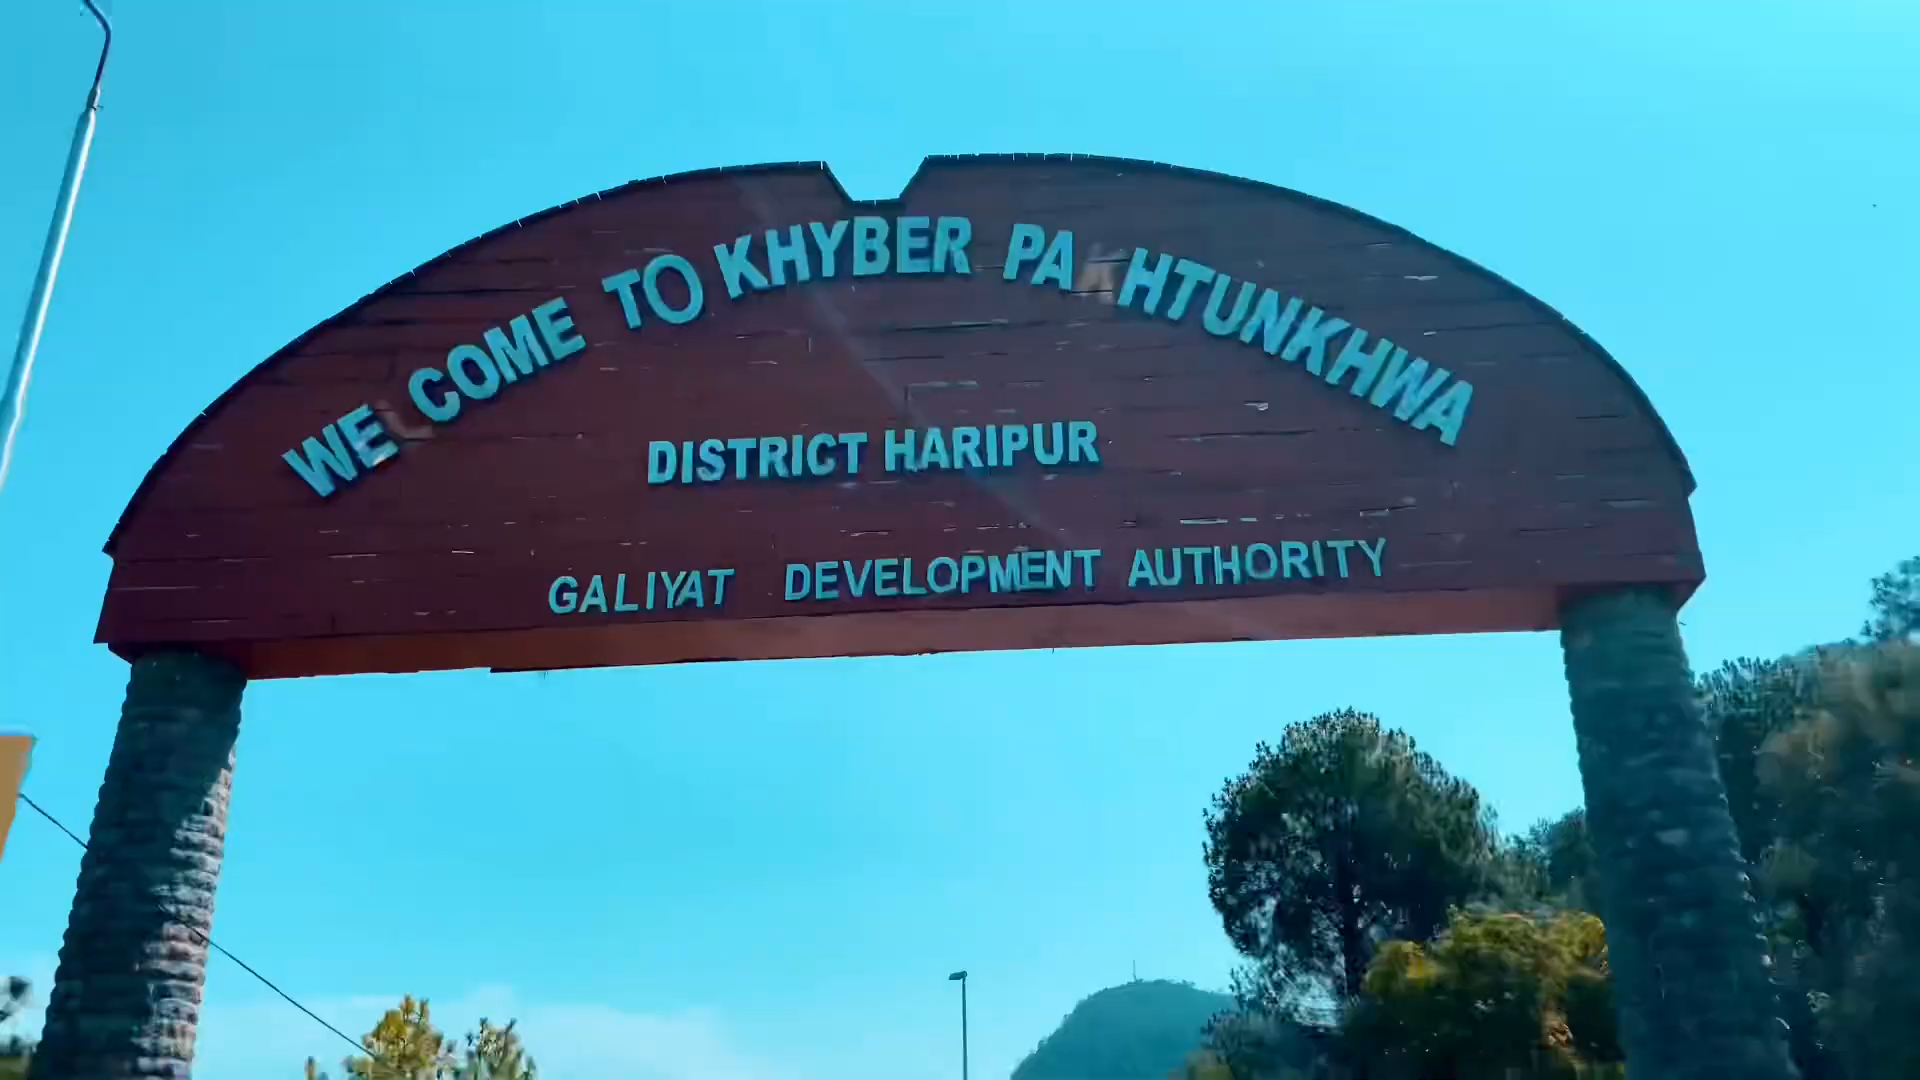 WE COME TO KHYBER PA HTUNKHWA
DISTRICT HARIPUR
GALIYAT DEVELOPMENT AUTHORITY